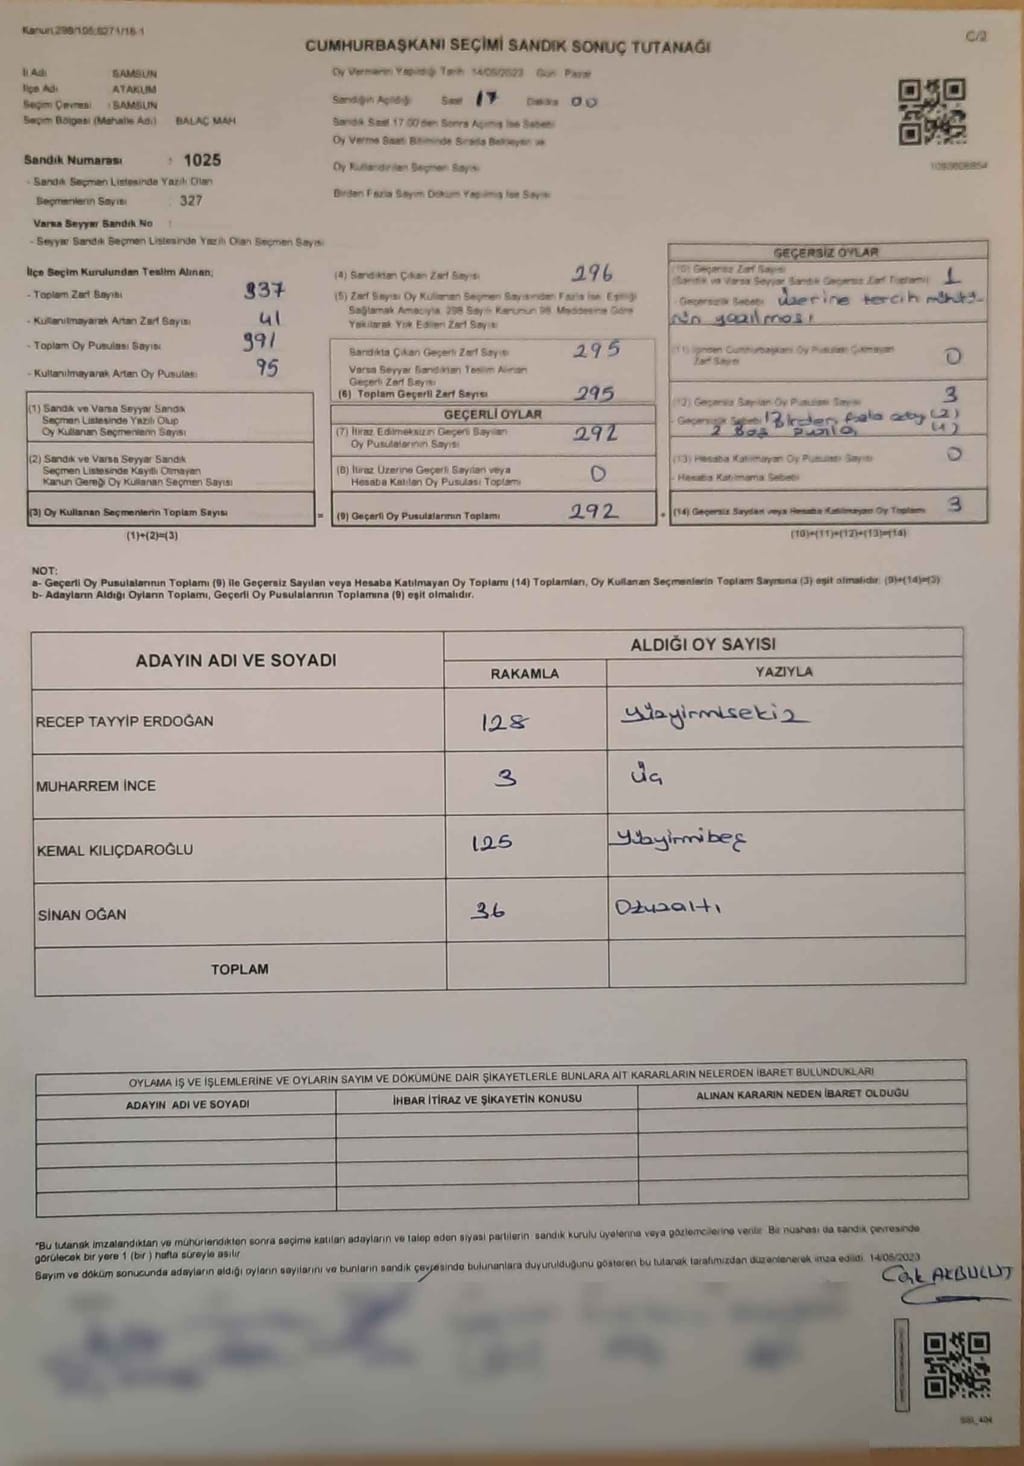 Kanun:298/105,6271/16-1
C/2
CUMHURBAŞKANI SEÇİMİ SANDIK SONUÇ TUTANAĞI
İl Adı SAMSUN
İlçe Adı ATAKUM
Seçim Çevresi : SAMSUN
Seçim Bölgesi (Mahalle Adı) BALAÇ MAH
Oy Vermenin Yapıldığı Tarih 14/05/2023 Gün Pazar
Sandığın Açıldığı Saat 17 Dakika 00
Sandık Saat 17.00'den Sonra Açılmış İse Sebebi
Oy Verme Saati Bitiminde Sırada Bekleyen ve
Oy Kullandırılan Seçmen Sayısı
Birden Fazla Sayım Döküm Yapılmış İse Sayısı
Sandık Numarası : 1025
- Sandık Seçmen Listesinde Yazılı Olan
Seçmenlerin Sayısı : 327
Varsa Seyyar Sandık No :
- Seyyar Sandık Seçmen Listesinde Yazılı Olan Seçmen Sayısı
İlçe Seçim Kurulundan Teslim Alınan;
- Toplam Zarf Sayısı 337
- Kullanılmayarak Artan Zarf Sayısı 41
- Toplam Oy Pusulası Sayısı 391
- Kullanılmayarak Artan Oy Pusulası 95
(1) Sandık ve Varsa Seyyar Sandık
Seçmen Listesinde Yazılı Olup
Oy Kullanan Seçmenlerin Sayısı
(2) Sandık ve Varsa Seyyar Sandık
Seçmen Listesinde Kayıtlı Olmayan
Kanun Gereği Oy Kullanan Seçmen Sayısı
(3) Oy Kullanan Seçmenlerin Toplam Sayısı
(1)+(2)=(3)
(4) Sandıktan Çıkan Zarf Sayısı 296
(5) Zarf Sayısı Oy Kullanan Seçmen Sayısından Fazla İse, Eşitliği
Sağlamak Amacıyla, 298 Sayılı Kanunun 98. Maddesine Göre
Yakılarak Yok Edilen Zarf Sayısı
Sandıkta Çıkan Geçerli Zarf Sayısı 295
Varsa Seyyar Sandıktan Teslim Alınan
Geçerli Zarf Sayısı
(6) Toplam Geçerli Zarf Sayısı 295
GEÇERLİ OYLAR
(7) İtiraz Edilmeksizin Geçerli Sayılan 292
Oy Pusulalarının Sayısı
(8) İtiraz Üzerine Geçerli Sayılan veya 0
Hesaba Katılan Oy Pusulası Toplamı
= (9) Geçerli Oy Pusulalarının Toplamı 292 +
GEÇERSİZ OYLAR
(10) Geçersiz Zarf Sayısı
(Sandık ve Varsa Seyyar Sandık Geçersiz Zarf Toplamı) 1
- Geçersizlik Sebebi üzerine tercih mührü-
nün yazılması
(11) İçinden Cumhurbaşkanı Oy Pusulası Çıkmayan 0
Zarf Sayısı
(12) Geçersiz Sayılan Oy Pusulası Sayısı 3
- Geçersizlik Sebebi Birden fazla aday (2)
2 Boş pusula (1)
(13) Hesaba Katılmayan Oy Pusulası Sayısı 0
- Hesaba Katılmama Sebebi
(14) Geçersiz Sayılan veya Hesaba Katılmayan Oy Toplamı 3
(10)+(11)+(12)+(13)=(14)
NOT:
a- Geçerli Oy Pusulalarının Toplamı (9) ile Geçersiz Sayılan veya Hesaba Katılmayan Oy Toplamı (14) Toplamları, Oy Kullanan Seçmenlerin Toplam Sayısına (3) eşit olmalıdır. (9)+(14)=(3)
b- Adayların Aldığı Oyların Toplamı, Geçerli Oy Pusulalarının Toplamına (9) eşit olmalıdır.
ADAYIN ADI VE SOYADI
ALDIĞI OY SAYISI
RAKAMLA YAZIYLA
RECEP TAYYİP ERDOĞAN 128 Yüzyirmisekiz
MUHARREM İNCE 3 Üç
KEMAL KILIÇDAROĞLU 125 Yüzyirmibeş
SİNAN OĞAN 36 Otuzaltı
TOPLAM
OYLAMA İŞ VE İŞLEMLERİNE VE OYLARIN SAYIM VE DÖKÜMÜNE DAİR ŞİKAYETLERLE BUNLARA AİT KARARLARIN NELERDEN İBARET BULUNDUKLARI
ADAYIN ADI VE SOYADI İHBAR İTİRAZ VE ŞİKAYETİN KONUSU ALINAN KARARIN NEDEN İBARET OLDUĞU
*Bu tutanak imzalandıktan ve mühürlendikten sonra seçime katılan adayların ve talep eden siyasi partilerin sandık kurulu üyelerine veya gözlemcilerine verilir. Bir nüshası da sandık çevresinde
görülecek bir yere 1 (bir ) hafta süreyle asılır.
Sayım ve döküm sonucunda adayların aldığı oyların sayılarını ve bunların sandık çevresinde bulunanlara duyurulduğunu gösteren bu tutanak tarafımızdan düzenlenerek imza edildi. 14/05/2023
AKBULUT